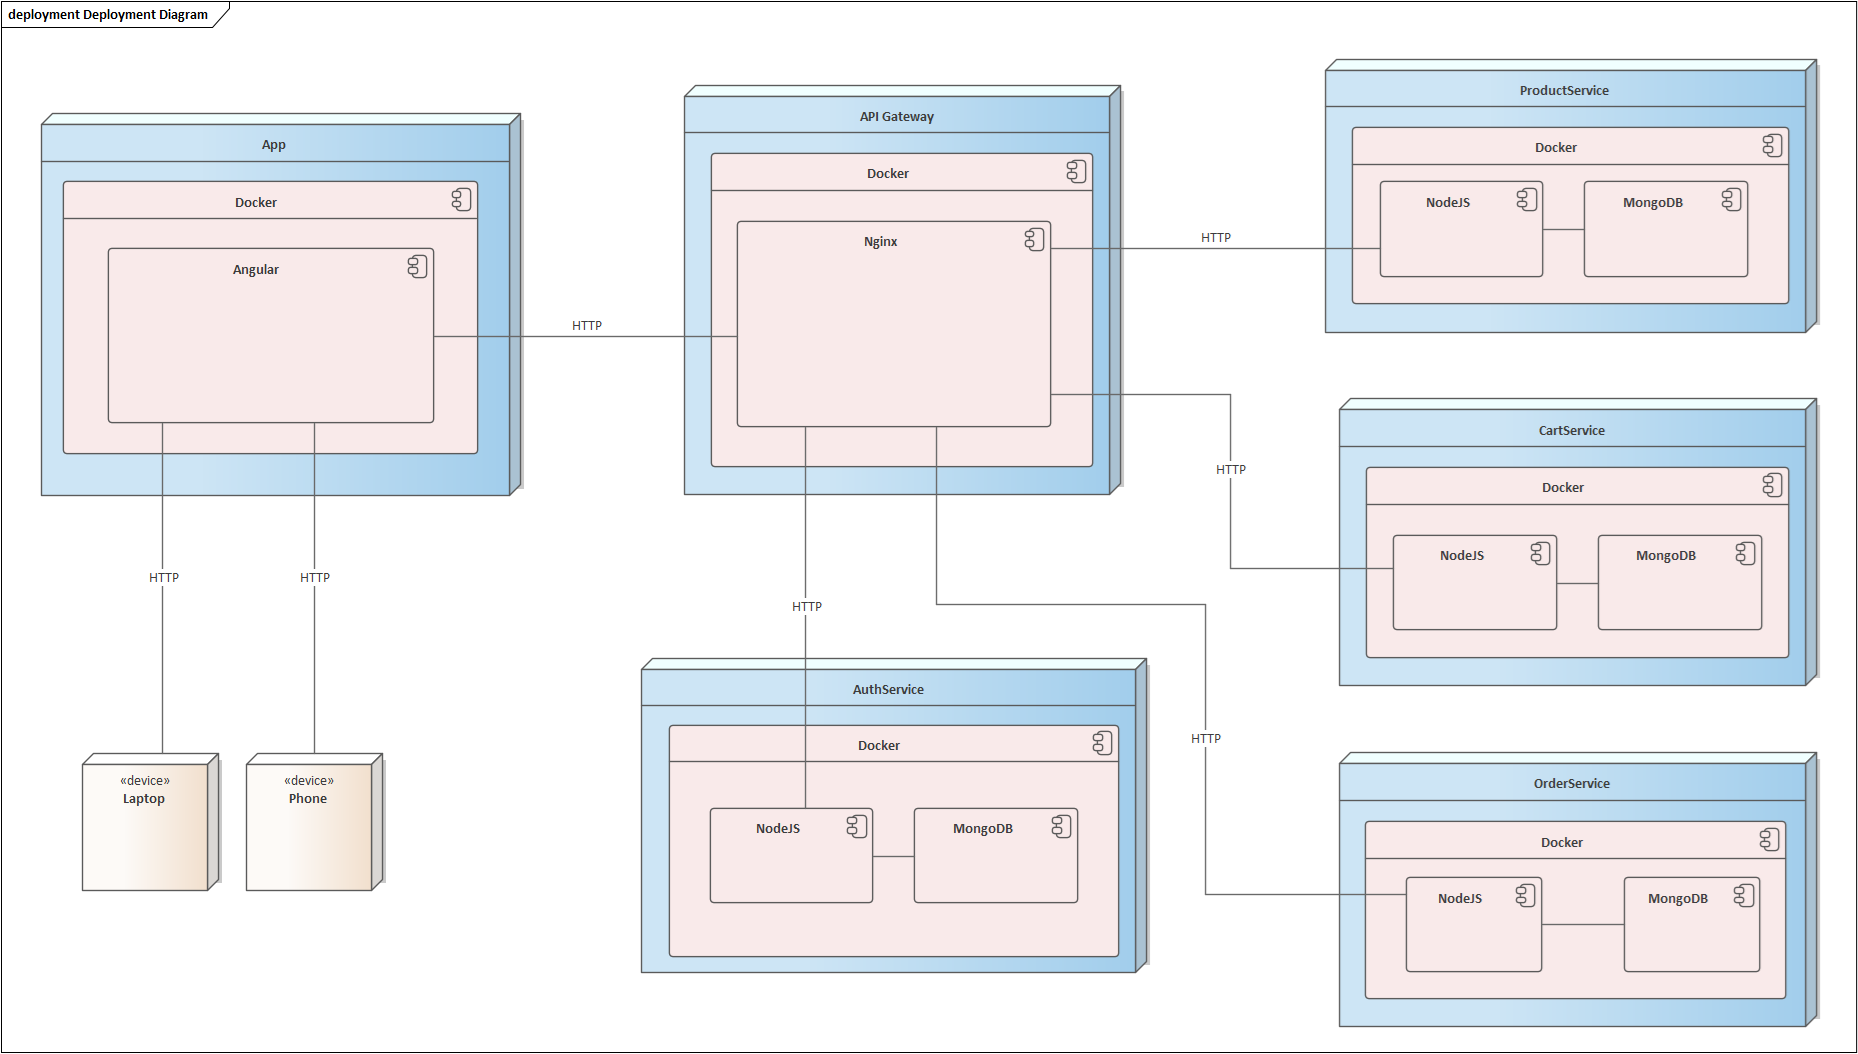 deployment Deployment Diagram
App
Docker
Angular
HTTP
HTTP
HTTP
«device»
Laptop
«device»
Phone
API Gateway
Docker
Nginx
HTTP
HTTP
HTTP
HTTP
AuthService
Docker
NodeJS
MongoDB
ProductService
Docker
NodeJS
MongoDB
CartService
Docker
NodeJS
MongoDB
OrderService
Docker
NodeJS
MongoDB